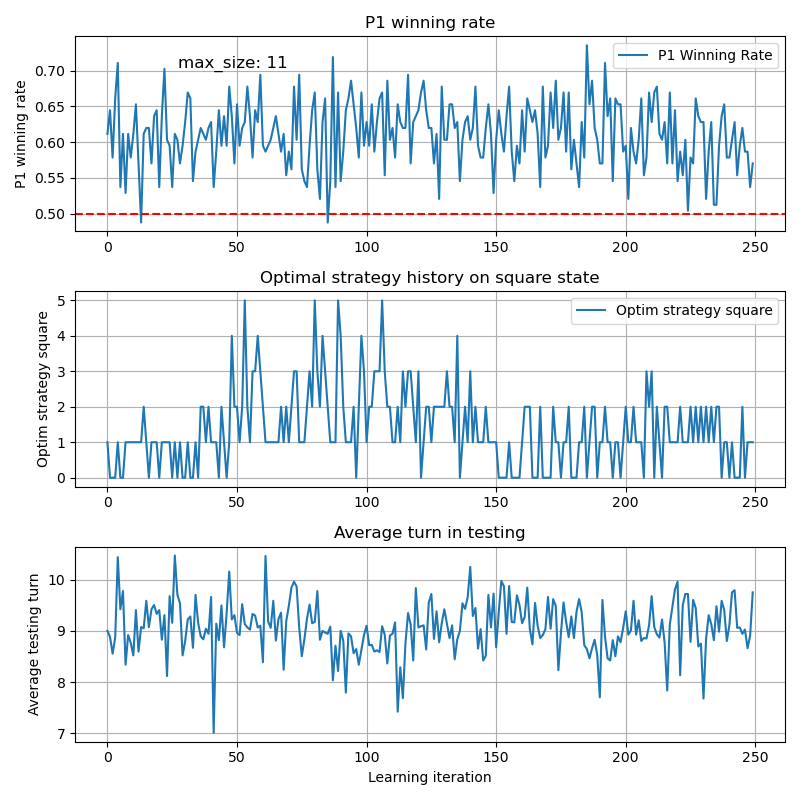 P1 winning rate
max_size: 11
P1 Winning Rate
P1 winning rate
0.70
0.65
0.60
0.55
0.50
0 50 100 150 200 250
Optimal strategy history on square state
Optim strategy square
Optim strategy square
5
4
3
2
1
0
0 50 100 150 200 250
Average turn in testing
Average testing turn
10
9
8
7
0 50 100 150 200 250
Learning iteration